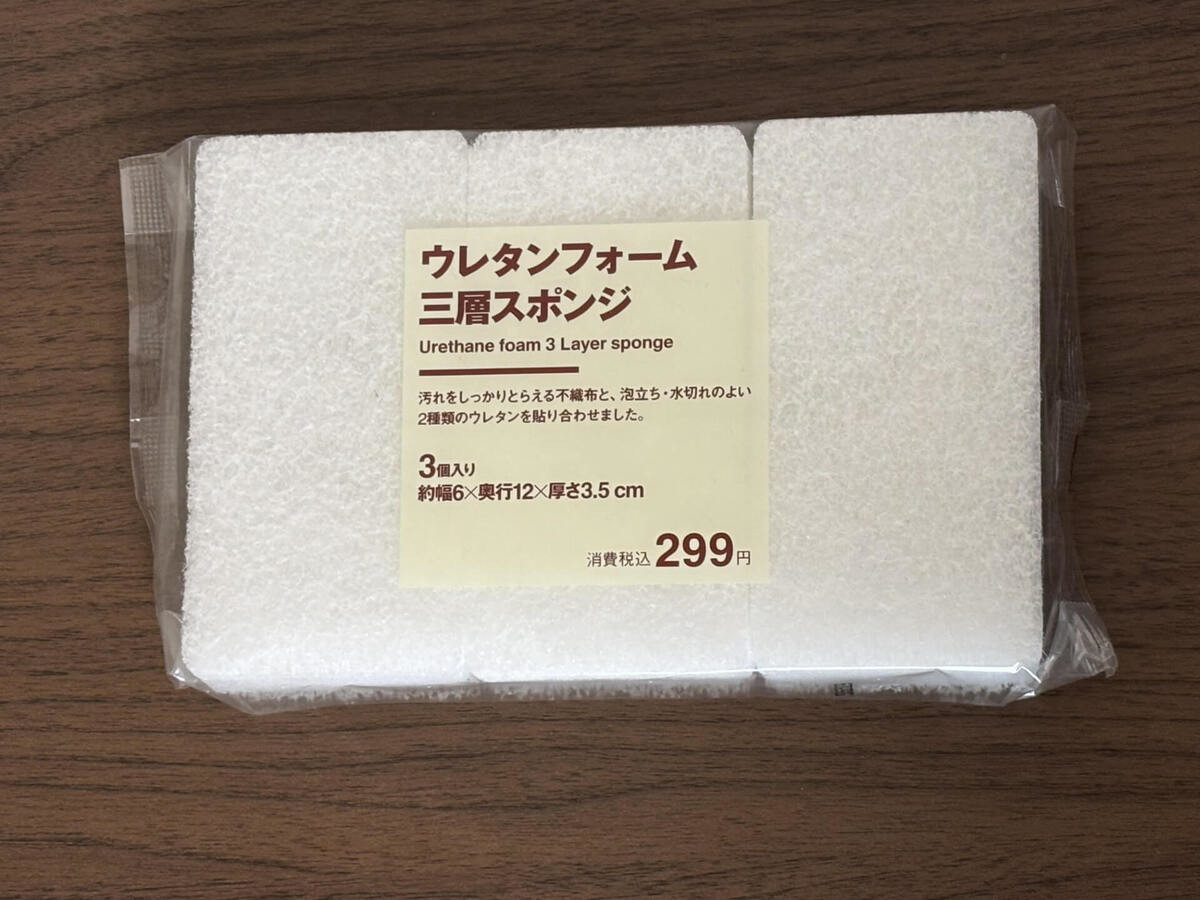 ウレタンフォーム
三層スポンジ
Urethane foam 3 Layer sponge
汚れをしっかりとらえる不織布と、泡立ち・水切れのよい
2種類のウレタンを貼り合わせました。
3個入り
約幅6×奥行12×厚さ3.5 cm
消費税込299円